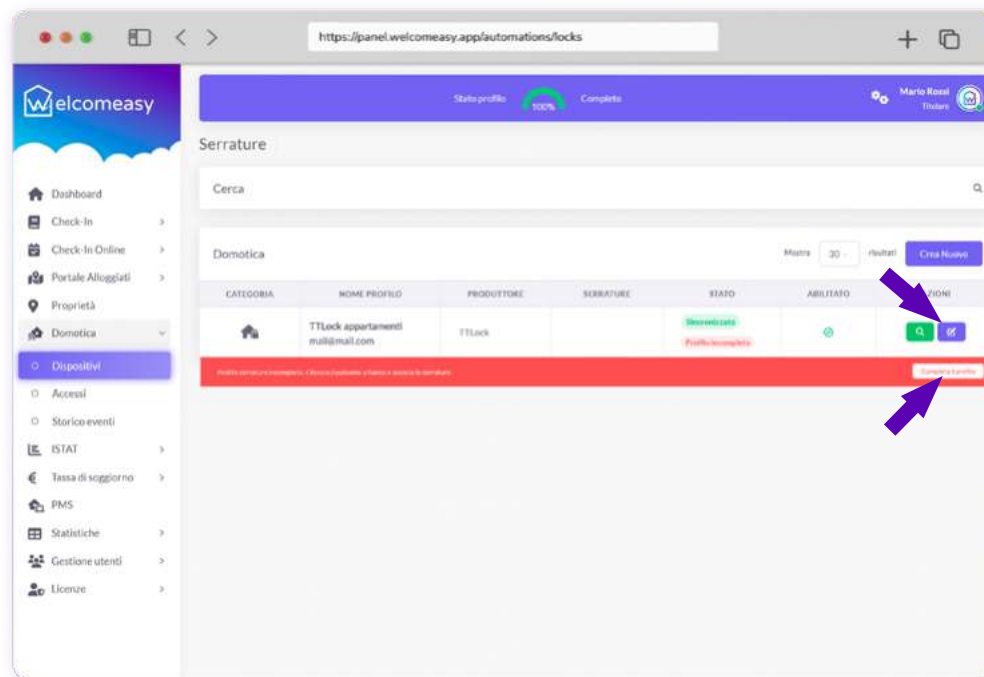 https://panel.welcomeasy.app/automations/locks
Welcomeasy
Stato profilo
100%
Completo
Mario Rossi
Titolare
Serrature
Cerca
Dashboard
Check-In
Check-In Online
Portale Alloggiati
Proprietà
Domotica
Dispositivi
Accessi
Storico eventi
ISTAT
Tassa di soggiorno
PMS
Statistiche
Gestione utenti
Licenze
Domotica
Mostra 30 risultati Crea Nuovo
CATEGORIA NOME PROFILO PRODUTTORE SERRATURE STATO ABILITATO ZIONI
TTLock appartamenti
mail@mail.com
TTLock
Sincronizzato
Profilo incompleto
Completa il profilo